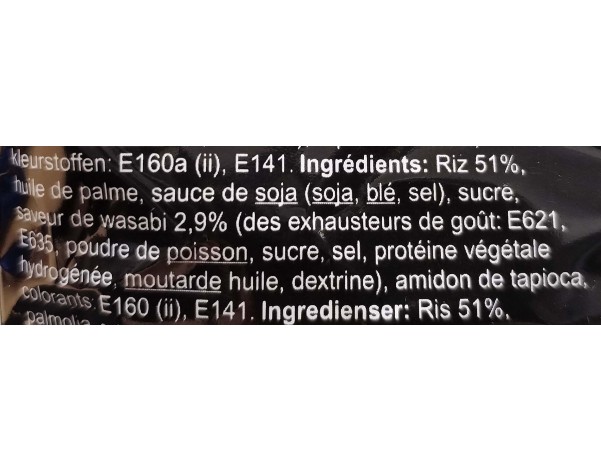 kleurstoffen: E160a (ii), E141. Ingrédients: Riz 51%,
huile de palme, sauce de soja (soja, blé, sel), sucre,
saveur de wasabi 2,9% (des exhausteurs de goût: E621,
E635, poudre de poisson, sucre, sel, protéine végétale
hydrogénée, moutarde huile, dextrine), amidon de tapioca,
colorants: E160 (ii), E141. Ingredienser: Ris 51%,
palmolja,